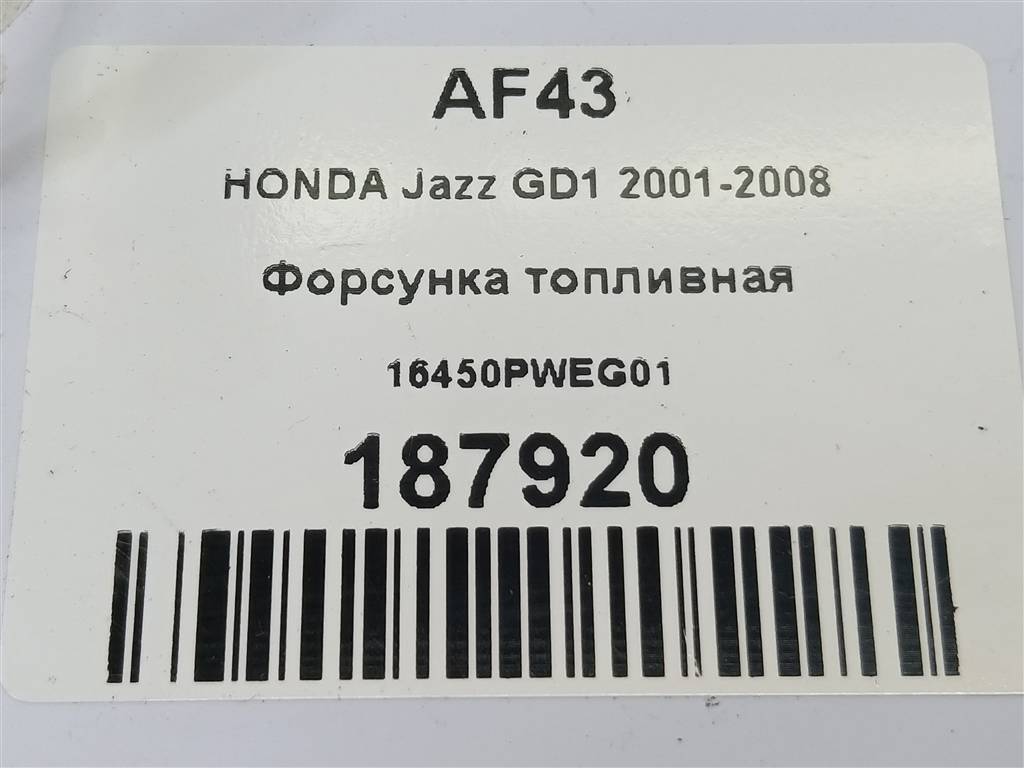 AF43
HONDA Jazz GD1 2001-2008
Форсунка топливная
16450PWEG01
187920